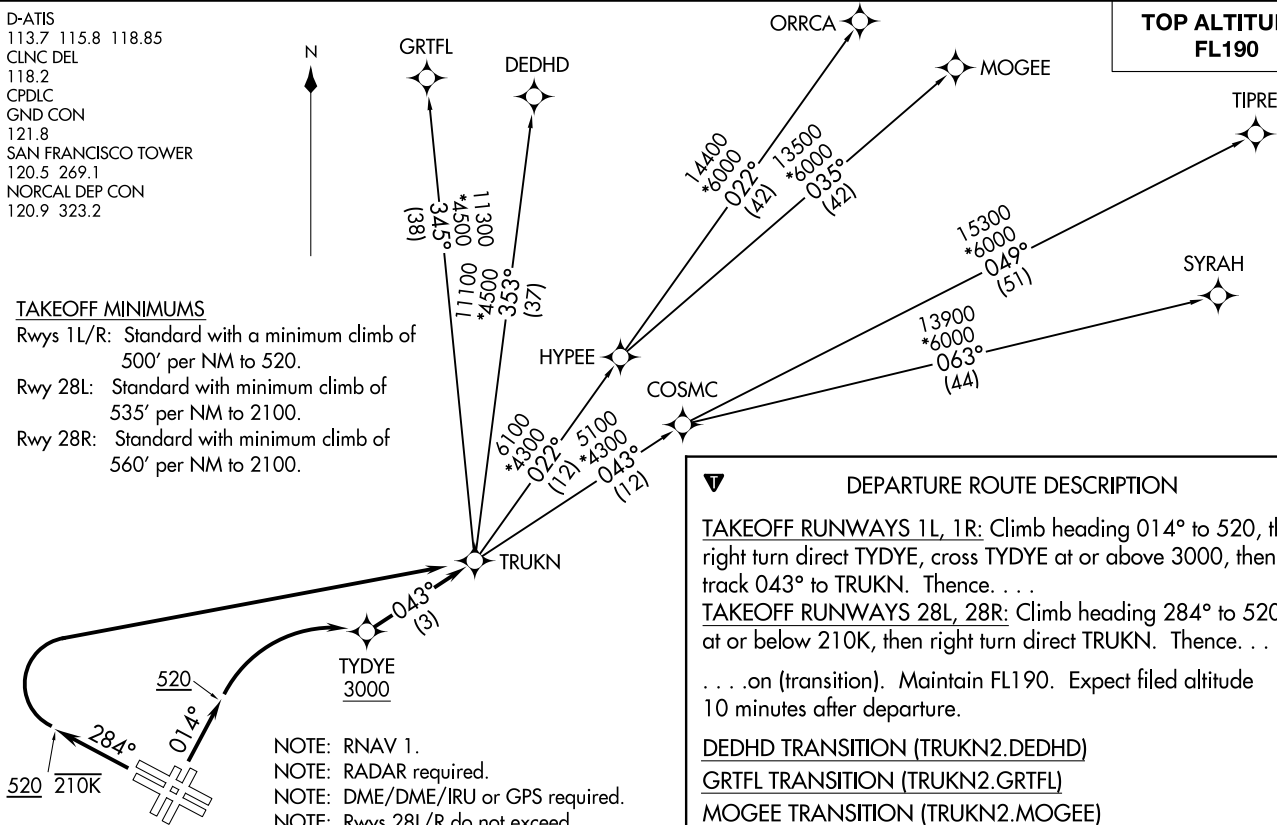 D-ATIS
113.7 115.8 118.85
CLNC DEL
118.2
CPDLC
GND CON
121.8
SAN FRANCISCO TOWER
120.5 269.1
NORCAL DEP CON
120.9 323.2
N
TOP ALTITU
FL190
GRTFL
DEDHD
ORRCA
MOGEE
TIPRE
SYRAH
HYPEE
COSMC
TRUKN
TYDYE
3000
11100
*4500
345°
(38)
11300
*4500
353°
(37)
14400
*6000
022°
(42)
13500
*6000
035°
(42)
15300
*6000
049°
(51)
13900
*6000
063°
(44)
6100
*4300
022°
(12)
5100
*4300
043°
(12)
043°
(3)
520
014°
284°
520 210K
TAKEOFF MINIMUMS
Rwys 1L/R: Standard with a minimum climb of
500' per NM to 520.
Rwy 28L: Standard with minimum climb of
535' per NM to 2100.
Rwy 28R: Standard with minimum climb of
560' per NM to 2100.
NOTE: RNAV 1.
NOTE: RADAR required.
NOTE: DME/DME/IRU or GPS required.
NOTE: Rwys 28L/R do not exceed
T
DEPARTURE ROUTE DESCRIPTION
TAKEOFF RUNWAYS 1L, 1R: Climb heading 014° to 520, th
right turn direct TYDYE, cross TYDYE at or above 3000, then
track 043° to TRUKN. Thence. . . .
TAKEOFF RUNWAYS 28L, 28R: Climb heading 284° to 520
at or below 210K, then right turn direct TRUKN. Thence. . .
. . . .on (transition). Maintain FL190. Expect filed altitude
10 minutes after departure.
DEDHD TRANSITION (TRUKN2.DEDHD)
GRTFL TRANSITION (TRUKN2.GRTFL)
MOGEE TRANSITION (TRUKN2.MOGEE)